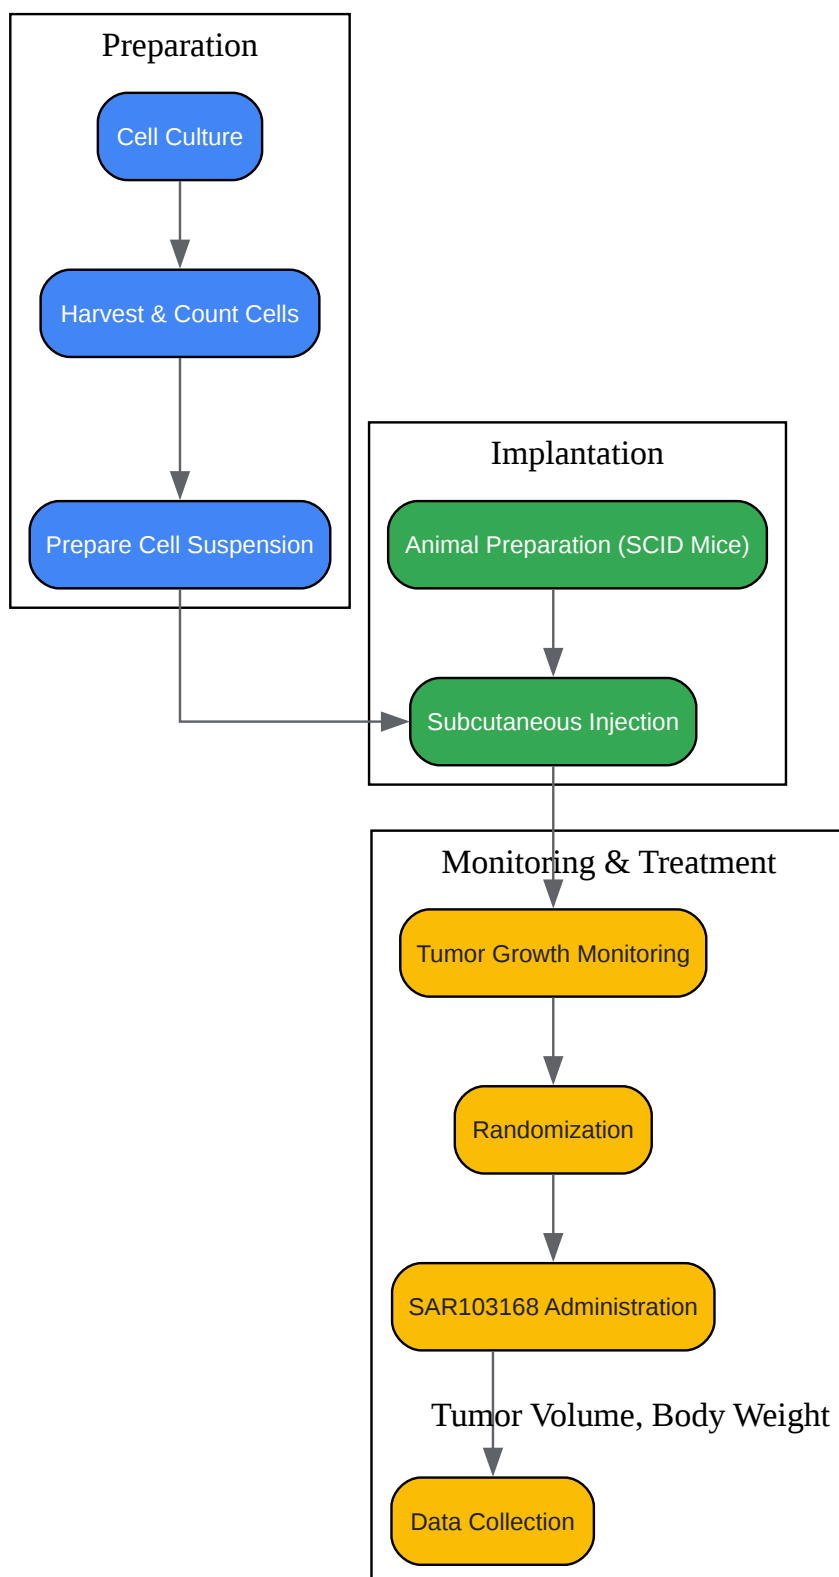 Preparation
Cell Culture
Harvest & Count Cells
Prepare Cell Suspension
Implantation
Animal Preparation (SCID Mice)
Subcutaneous Injection
Monitoring & Treatment
Tumor Growth Monitoring
Randomization
SAR103168 Administration
Tumor Volume, Body Weight
Data Collection